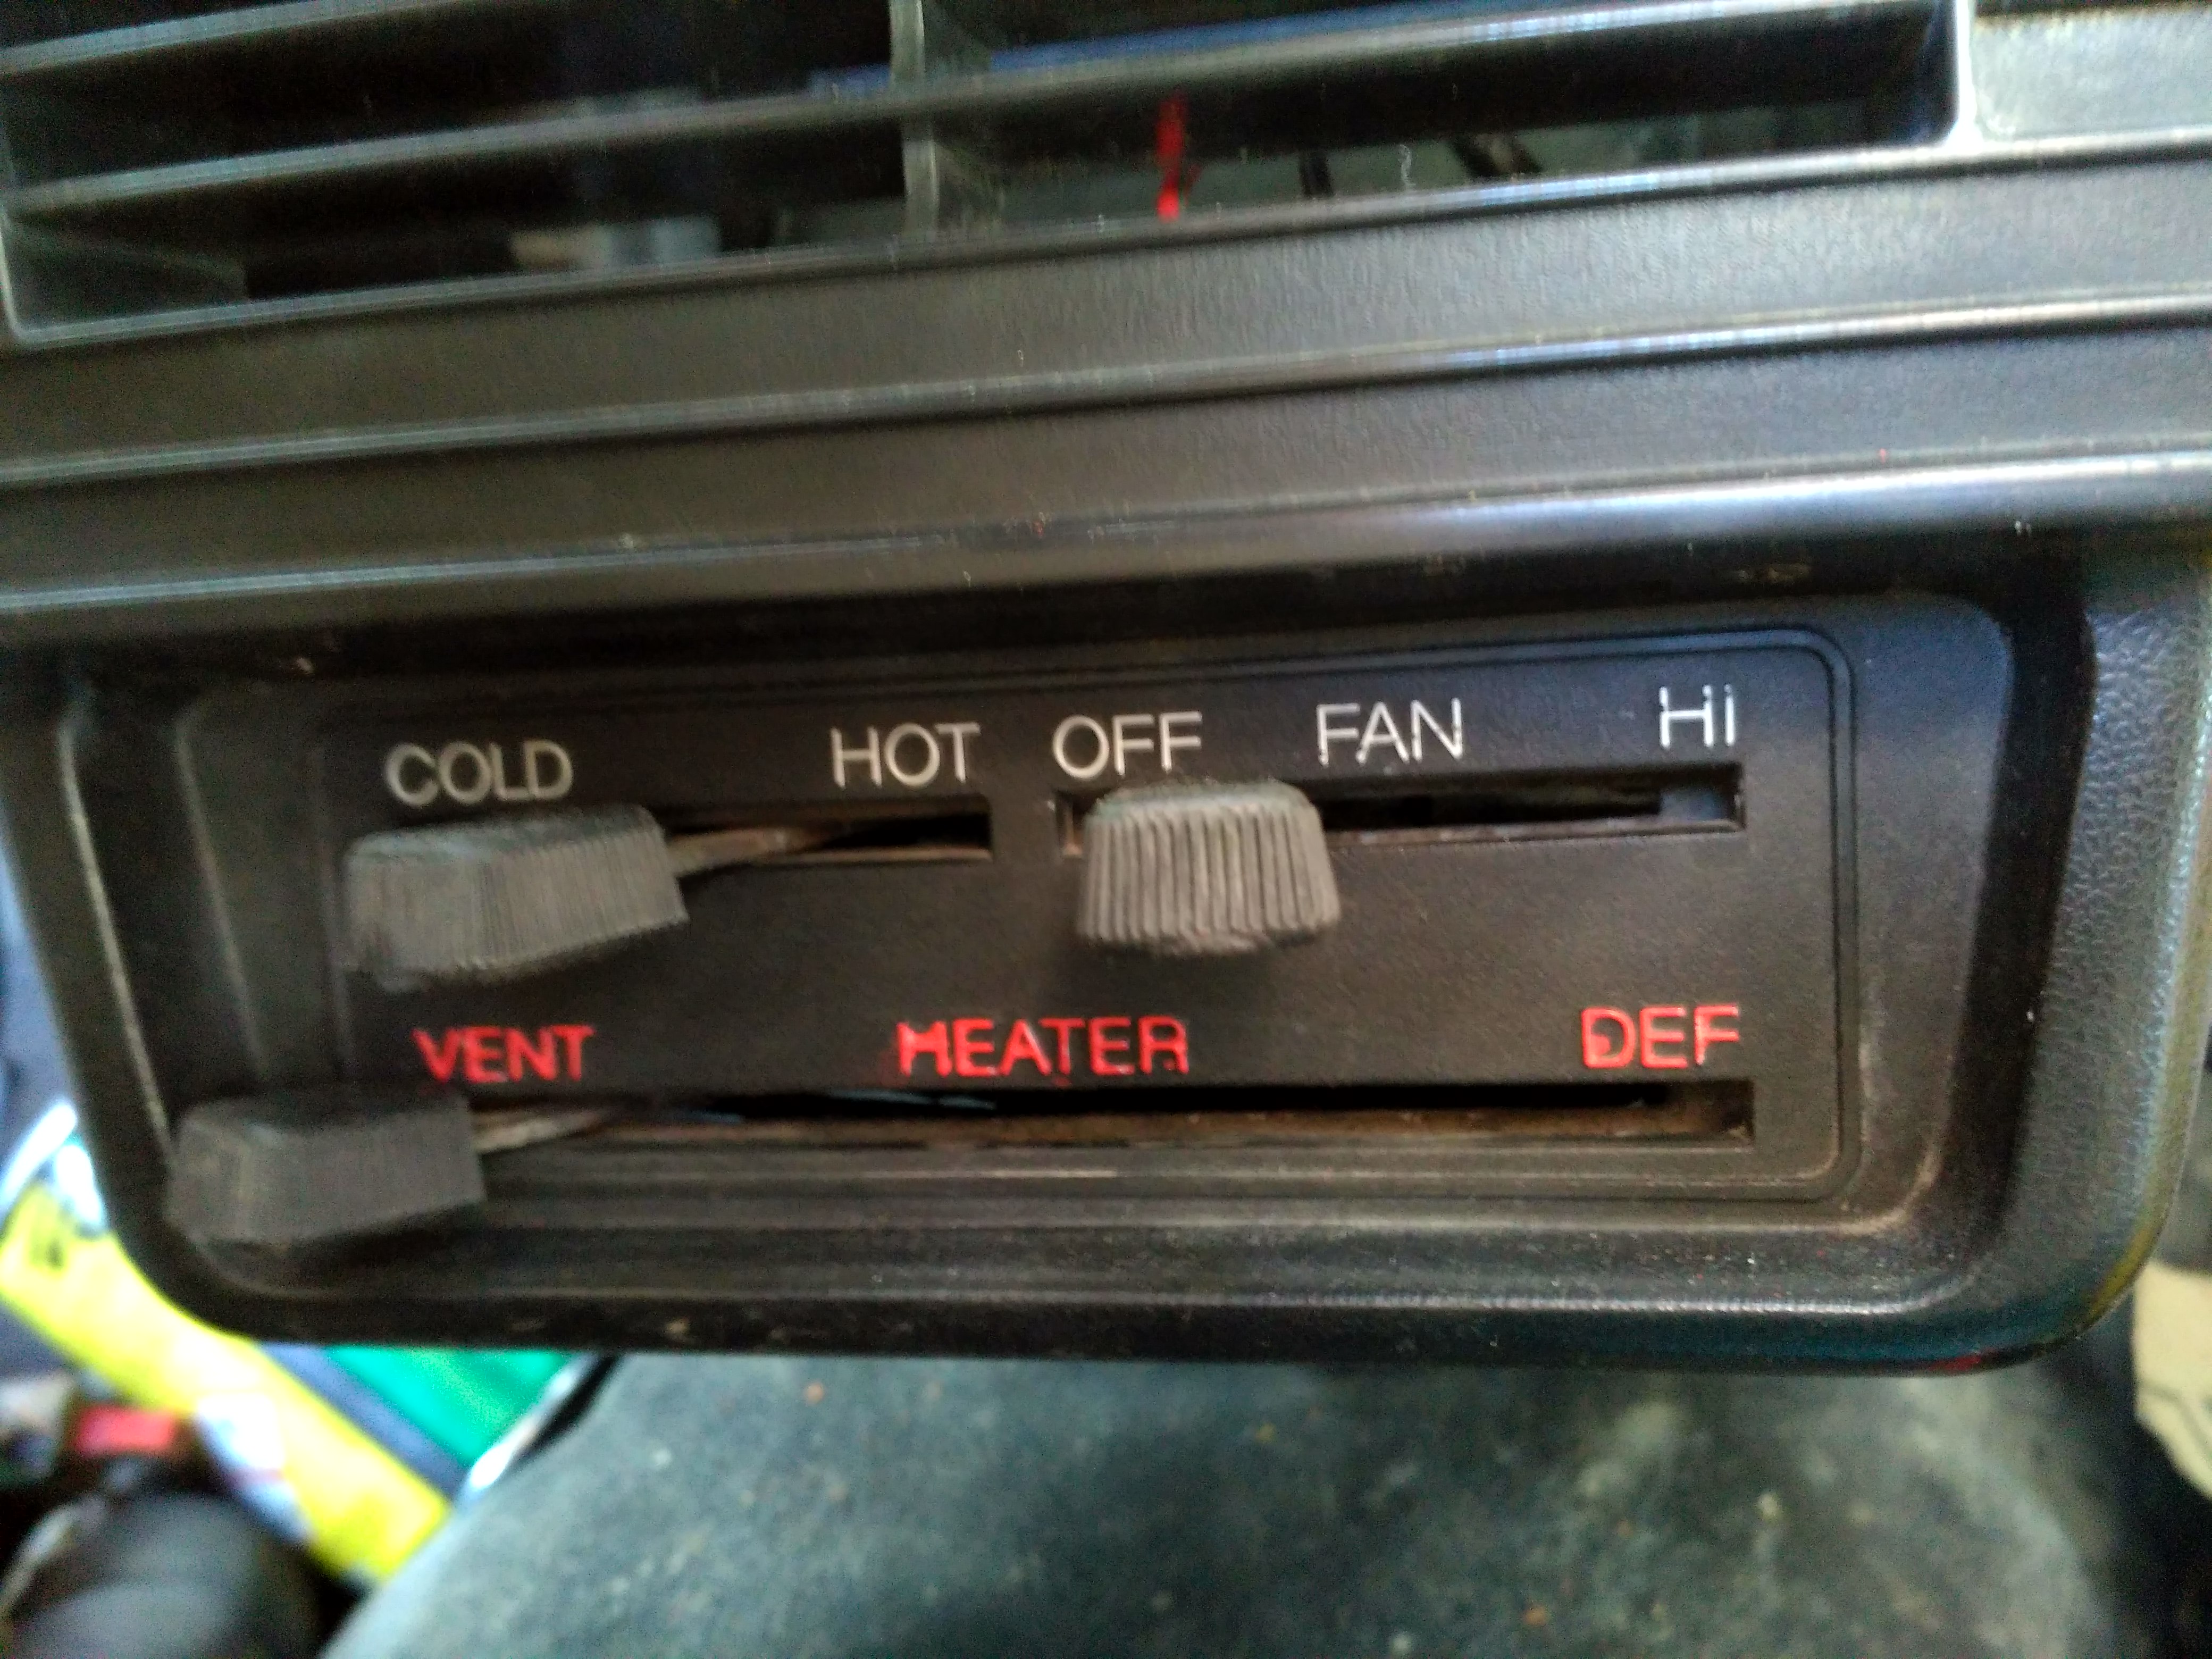 COLD HOT OFF FAN HI
VENT HEATER DEF